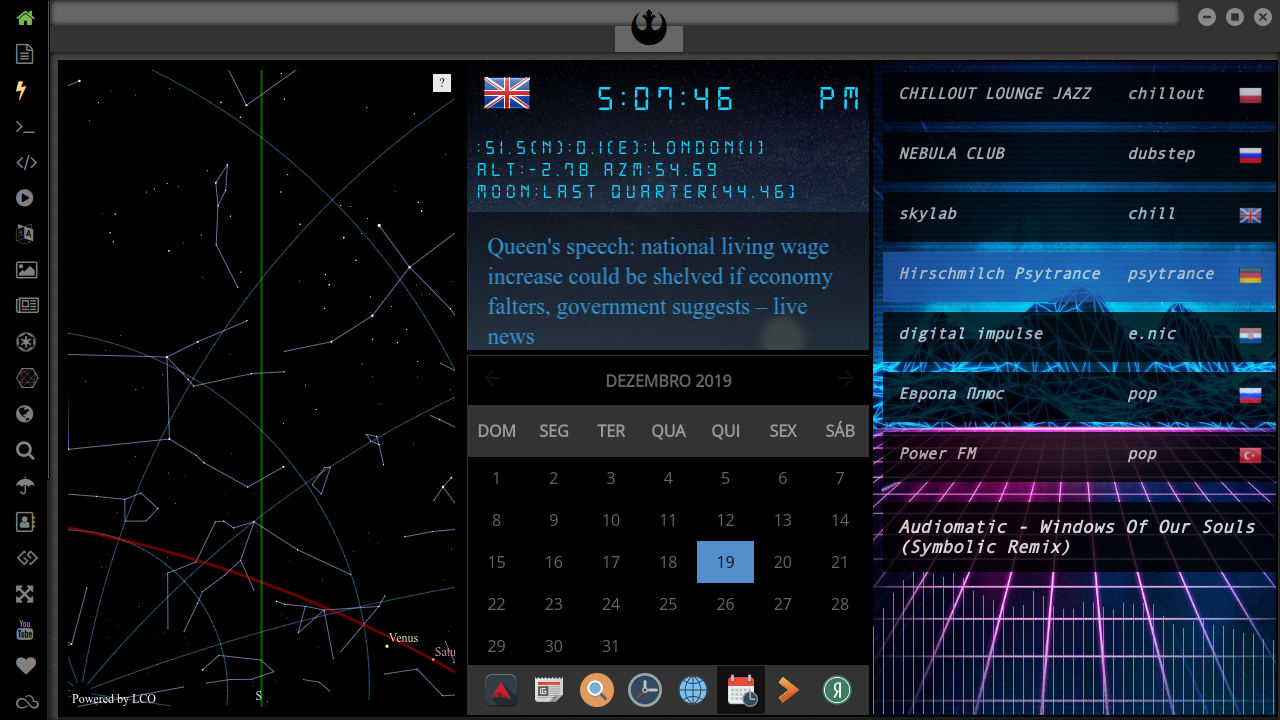 ?
Venus
Satu
S
Powered by LCO
5:07:46 PM
:51.5(N):0.1(E):LONDON(1)
ALT:-2.78 AZM:54.69
MOON:LAST QUARTER(44.46)
Queen's speech: national living wage
increase could be shelved if economy
falters, government suggests – live
news
DEZEMBRO 2019
DOM SEG TER QUA QUI SEX SÁB
1 2 3 4 5 6 7
8 9 10 11 12 13 14
15 16 17 18 19 20 21
22 23 24 25 26 27 28
29 30 31
CHILLOUT LOUNGE JAZZ chillout
NEBULA CLUB dubstep
skylab chill
Hirschmilch Psytrance psytrance
digital impulse e.nic
Европа Плюс pop
Power FM pop
Audiomatic - Windows Of Our Souls
(Symbolic Remix)
You
Tube
Я